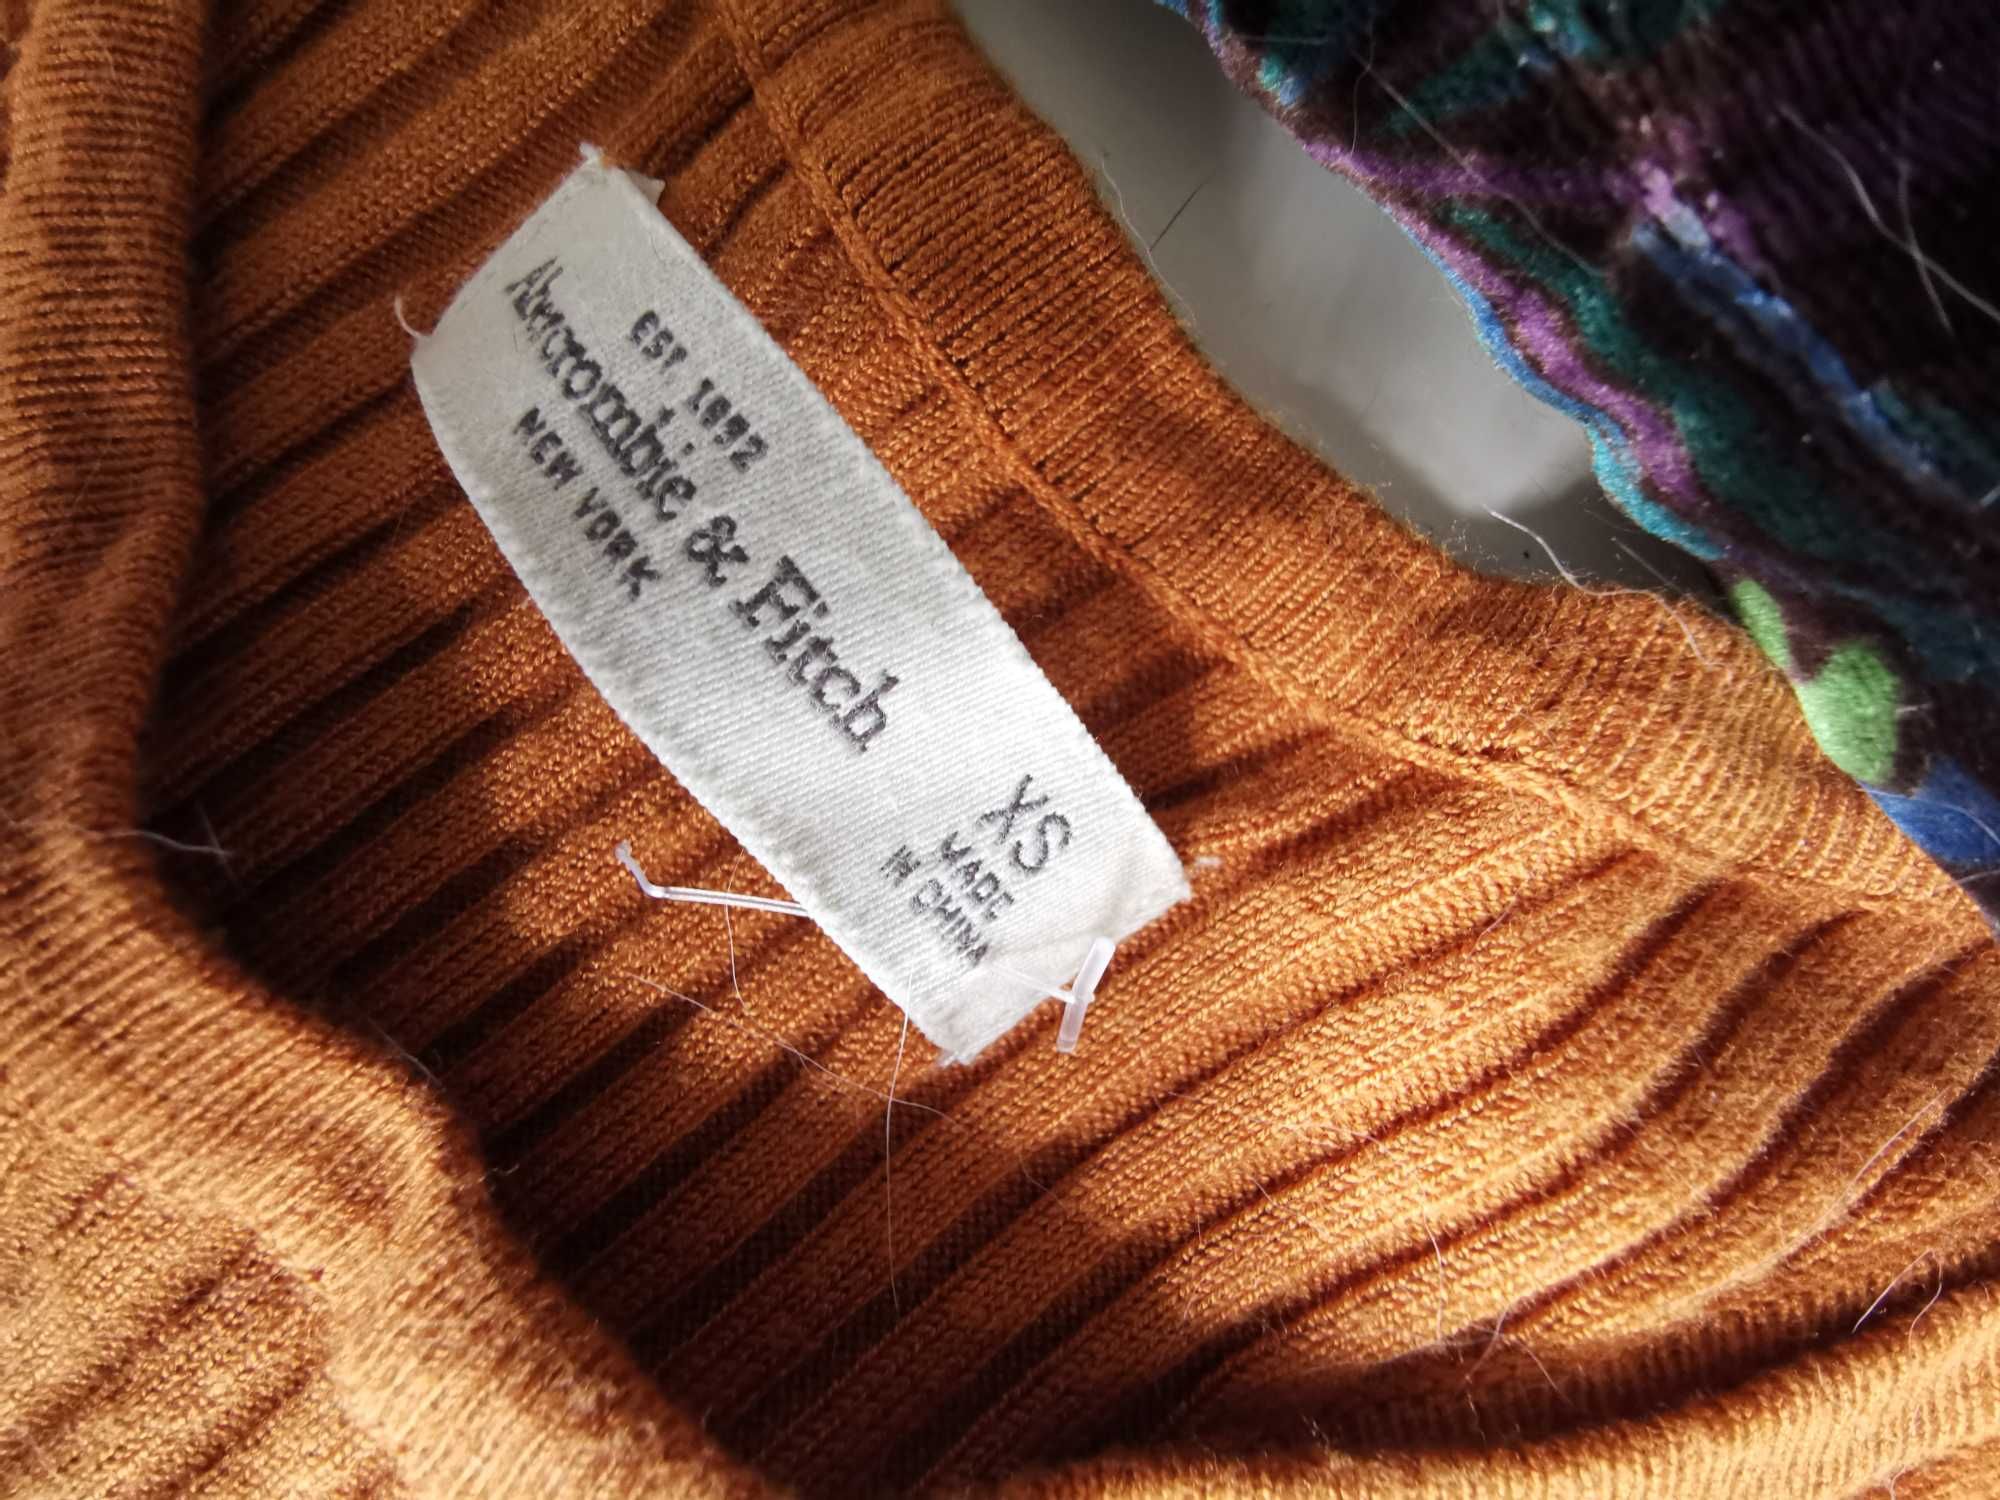 EST. 1892
Abercrombie & Fitch
NEW YORK
XS
MADE
IN CHINA